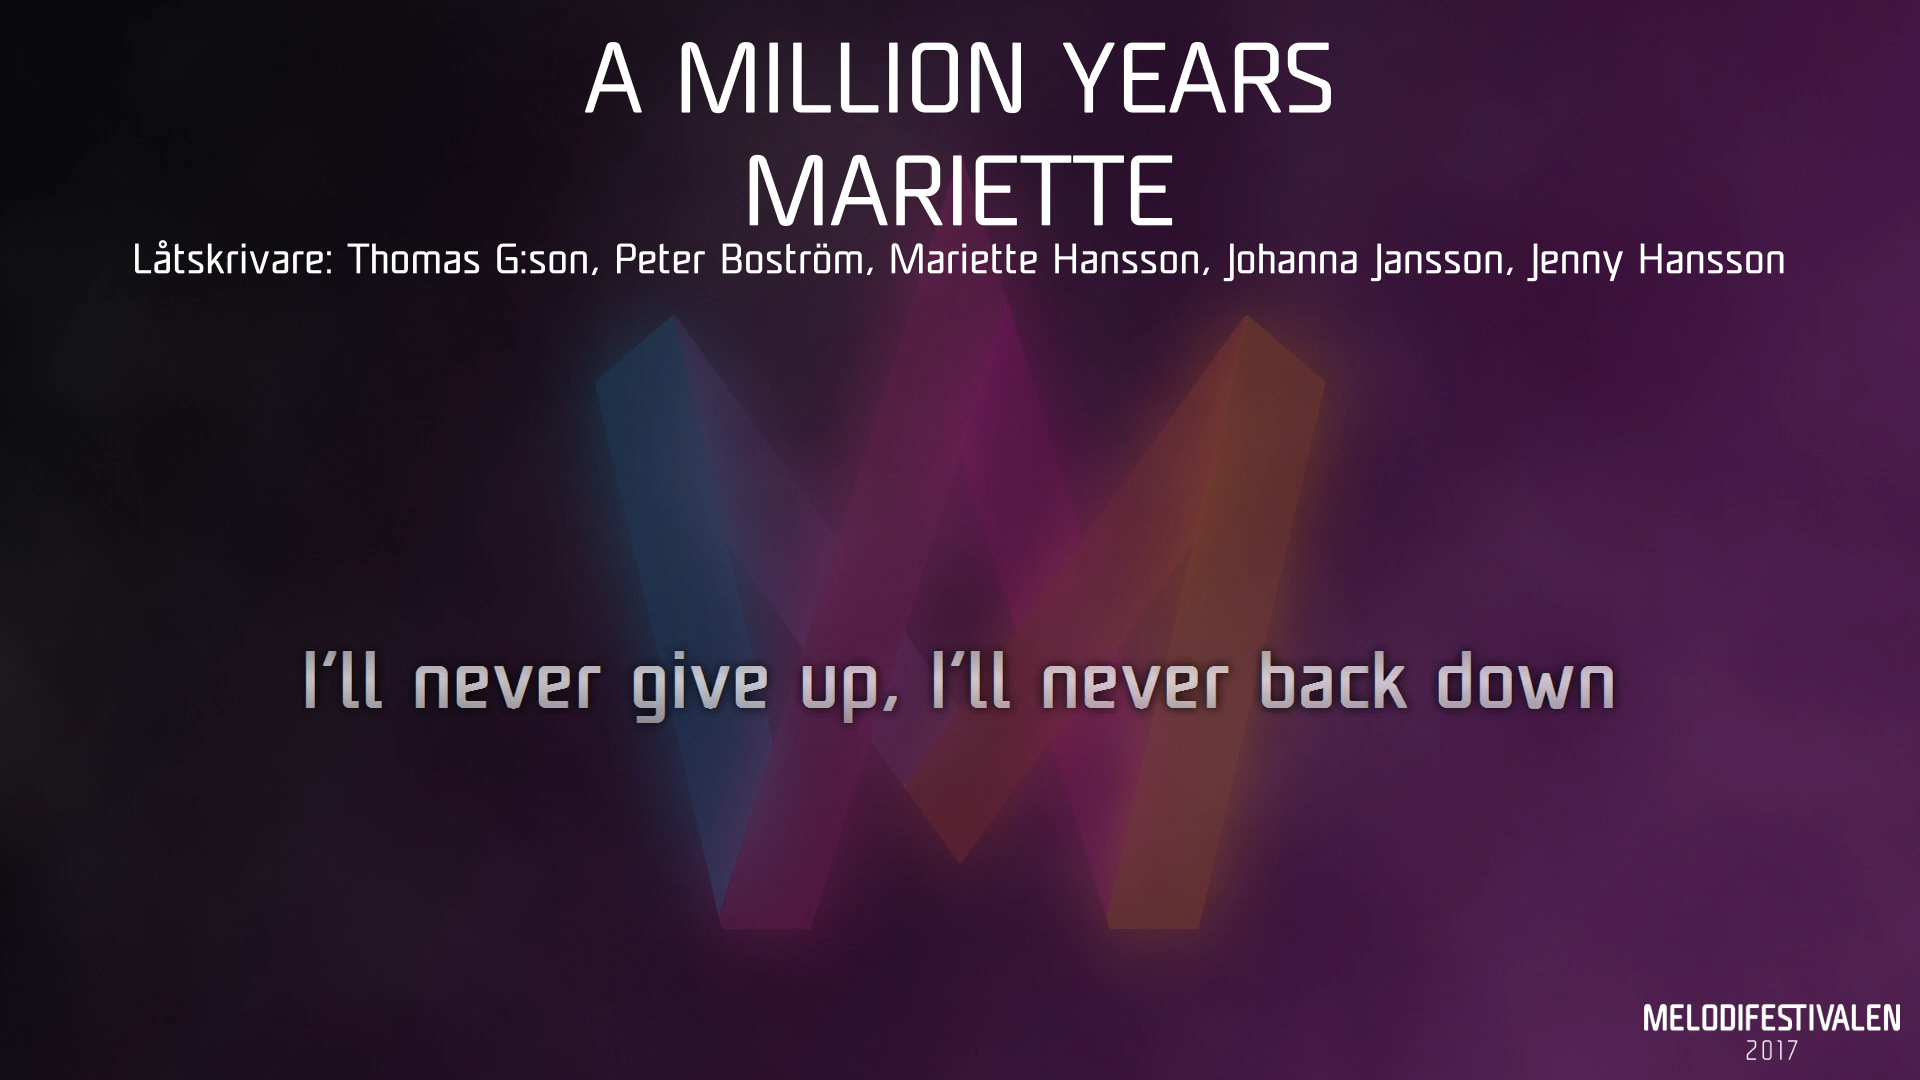 A MILLION YEARS
MARIETTE
Låtskrivare: Thomas G:son, Peter Boström, Mariette Hansson, Johanna Jansson, Jenny Hansson
I'll never give up, I'll never back down
MELODIFESTIVALEN
2017